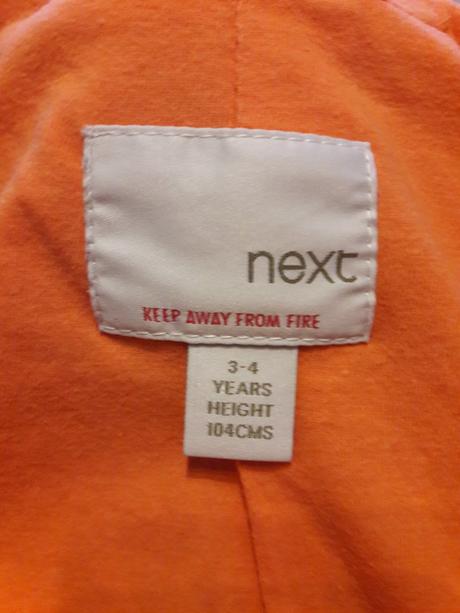 next
KEEP AWAY FROM FIRE
3-4
YEARS
HEIGHT
104CMS